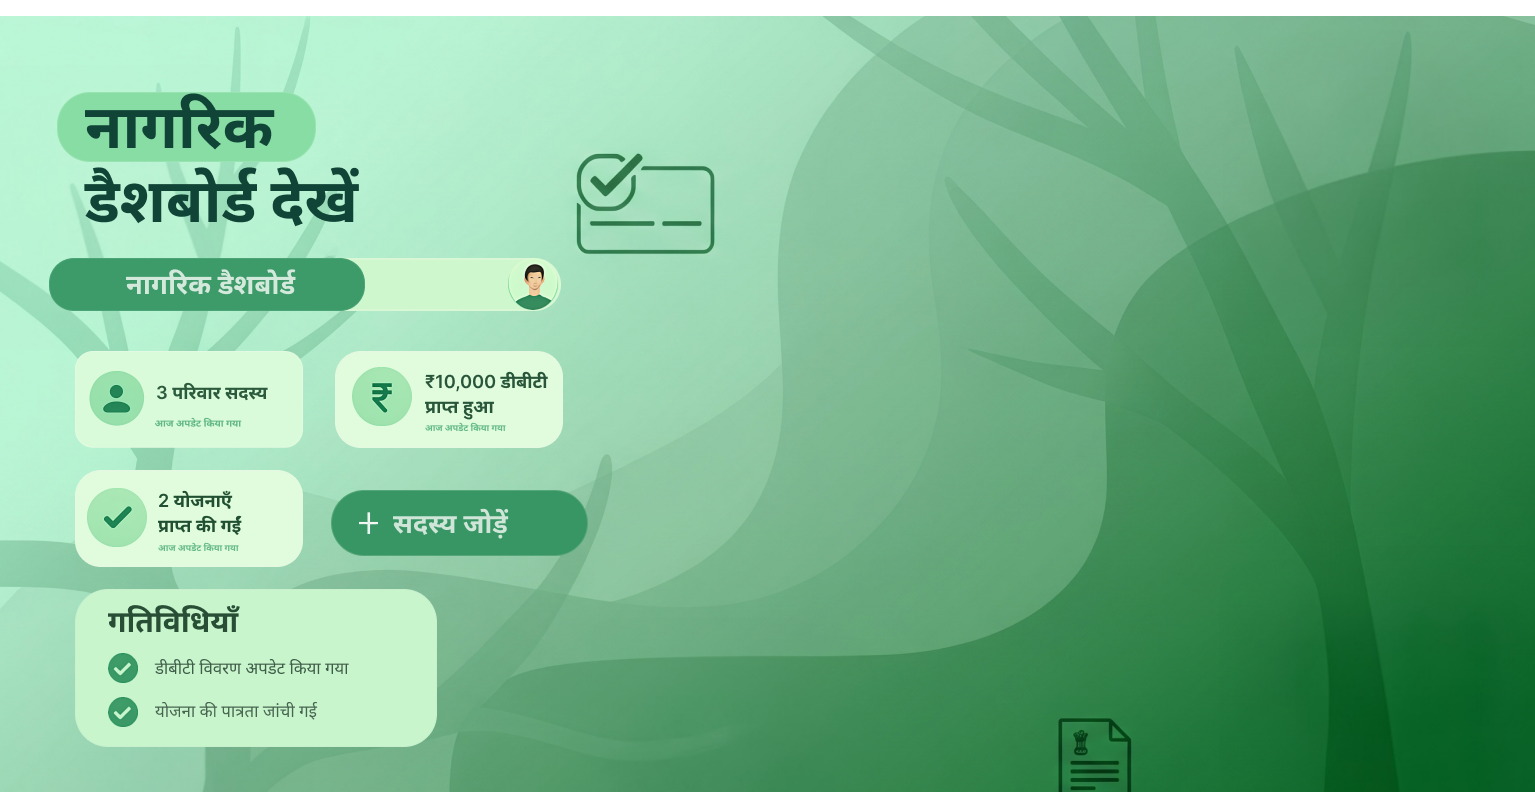 नागरिक
डैशबोर्ड देखें
नागरिक डैशबोर्ड
3 परिवार सदस्य
आज अपडेट किया गया
₹10,000 डीबीटी
प्राप्त हुआ
आज अपडेट किया गया
2 योजनाएँ
प्राप्त की गईं
आज अपडेट किया गया
+ सदस्य जोड़ें
गतिविधियाँ
डीबीटी विवरण अपडेट किया गया
योजना की पात्रता जांची गई